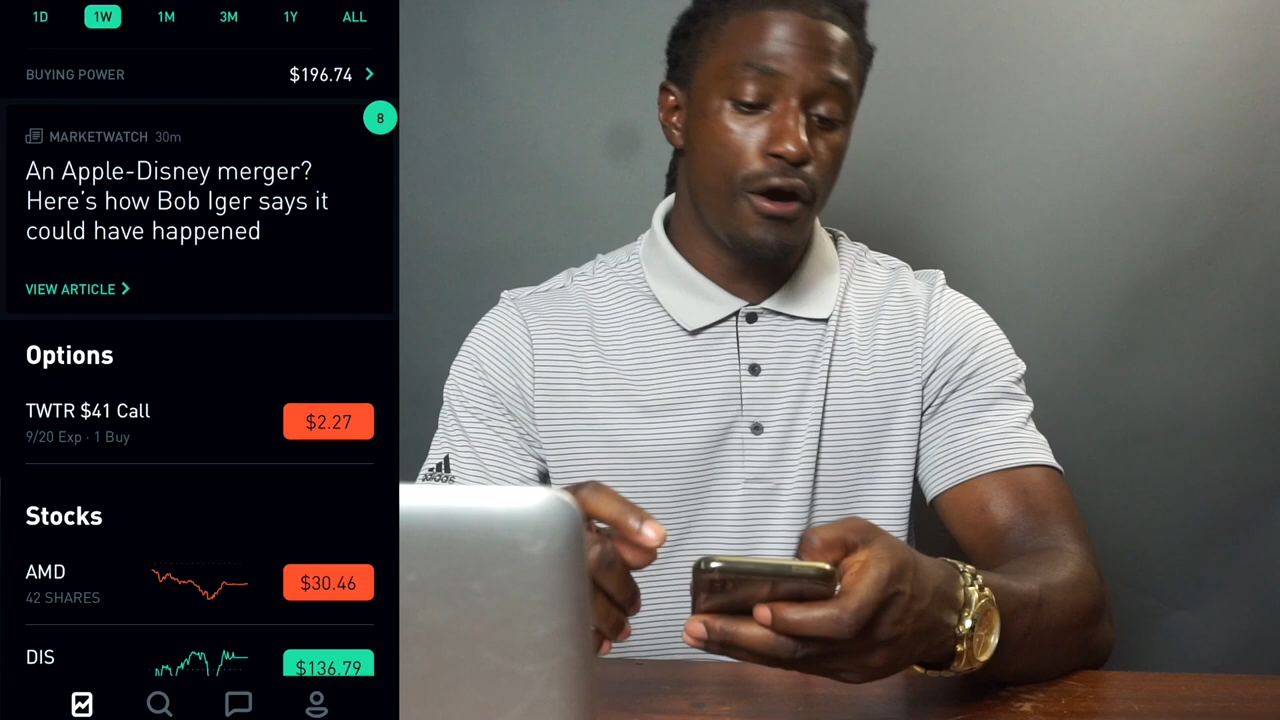 1D 1W 1M 3M 1Y ALL
BUYING POWER $196.74
8
MARKETWATCH 30m
An Apple-Disney merger?
Here's how Bob Iger says it
could have happened
VIEW ARTICLE
Options
TWTR $41 Call
$2.27
9/20 Exp · 1 Buy
Stocks
AMD
$30.46
42 SHARES
DIS
$136.79
adidas